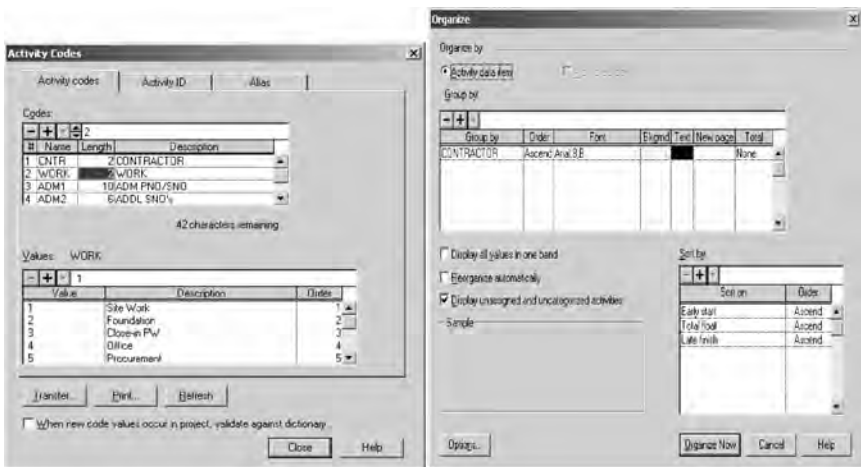 Activity Codes
Activity codes Activity ID Alias
Codes:
2
# Name Length Description
1 CNTR 2 CONTRACTOR
2 WORK 2 WORK
3 ADM1 10 ADM PNO/SNO
4 ADM2 6 ADDL SNO's
42 characters remaining
Values: WORK
1
Value Description Order
1 Site Work 1
2 Foundation 2
3 Close-in PW 3
4 Office 4
5 Procurement 5
Transfer... Print... Refresh
When new code values occur in project, validate against dictionary
Close Help
Organize
Organize by
Activity data item
Group by:
Group by Order Font Bkgrnd Text New page Total
CONTRACTOR Ascend Arial,8,B None
Display all values in one band
Reorganize automatically
Display unassigned and uncategorized activities
Sample
Sort by:
Sort on Order
Early start Ascend
Total float Ascend
Late finish Ascend
Options... Organize Now Cancel Help